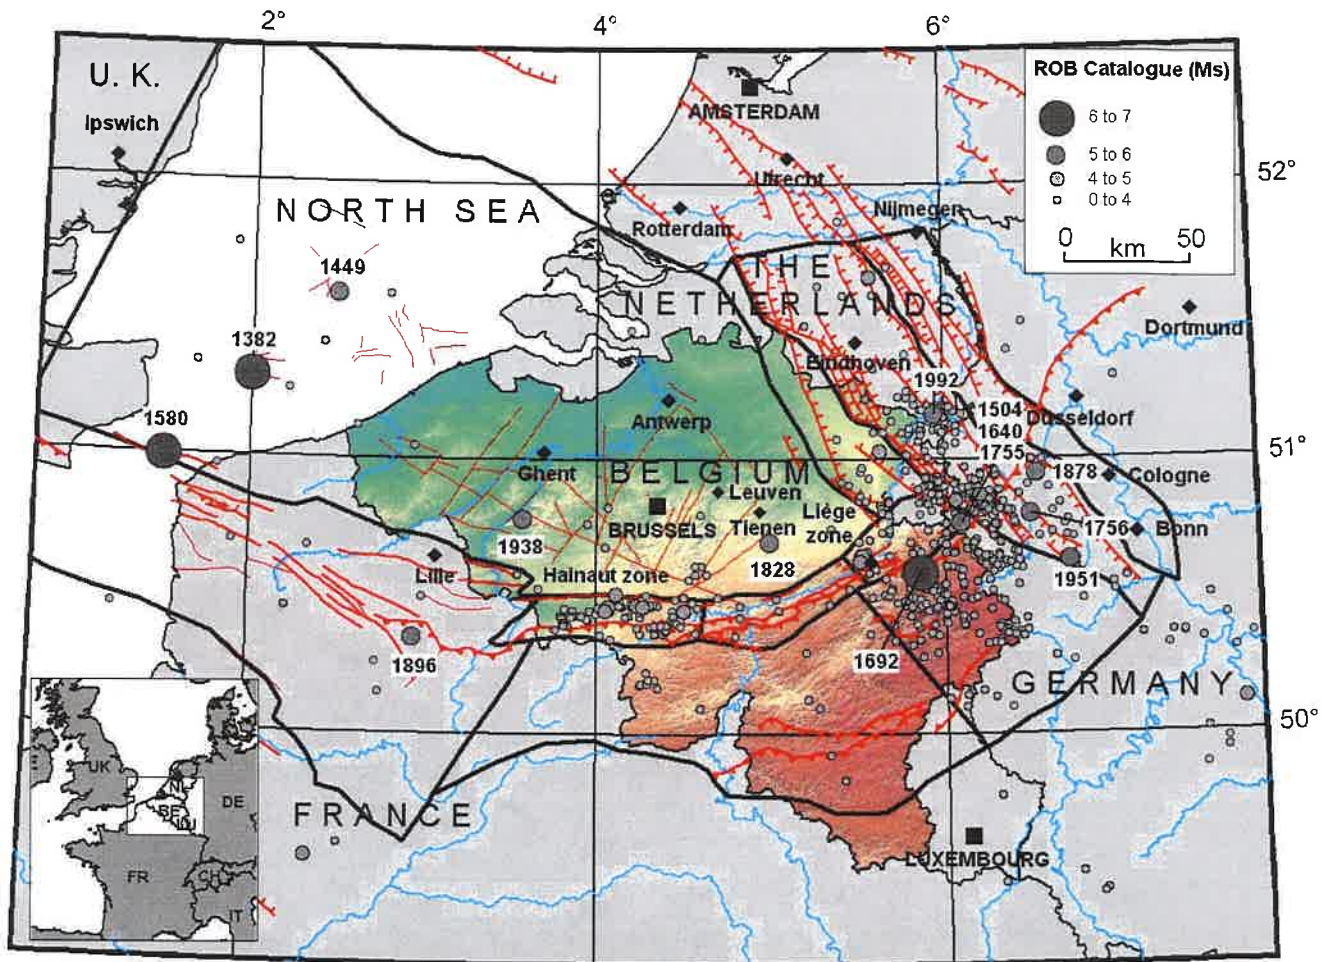 2°
4°
6°
U. K.
Ipswich
AMSTERDAM
ROB Catalogue (Ms)
6 to 7
5 to 6
4 to 5
0 to 4
0 50
km
52°
Utrecht
Nijmegen
Rotterdam
NORTH SEA
1449
THE
NETHERLANDS
Dortmund
1382
Eindhoven
1992
1580
1504
Düsseldorf
1640
1755
Antwerp
51°
Ghent
BELGIUM
1878
Cologne
Leuven
BRUSSELS
Tienen
Liége
zone
1756
Bonn
1938
1828
Lille
Hainaut zone
1951
1896
1692
GERMANY
50°
UK
NL
DE
BE
LU
FR
CH
IT
FRANCE
LUXEMBOURG